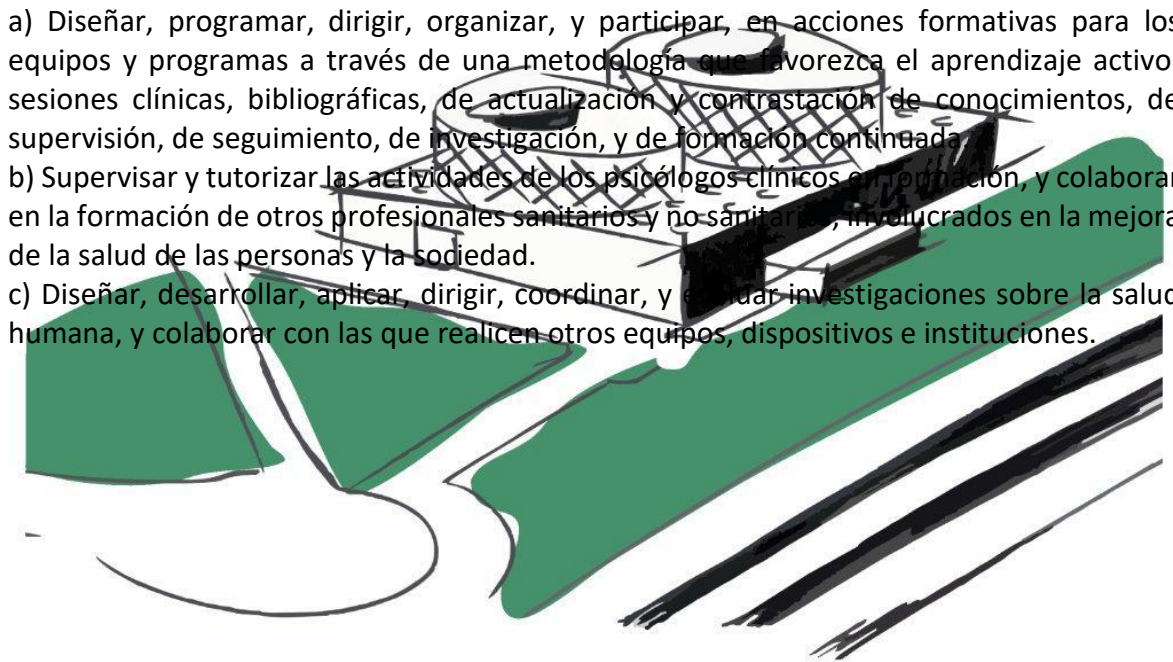 a) Diseñar, programar, dirigir, organizar, y participar, en acciones formativas para los
equipos y programas a través de una metodología que favorezca el aprendizaje activo:
sesiones clínicas, bibliográficas, de actualización y contrastación de conocimientos, de
supervisión, de seguimiento, de investigación, y de formación continuada.
b) Supervisar y tutorizar las actividades de los psicólogos clínicos en formación, y colaborar
en la formación de otros profesionales sanitarios y no sanitarios, involucrados en la mejora
de la salud de las personas y la sociedad.
c) Diseñar, desarrollar, aplicar, dirigir, coordinar, y evaluar investigaciones sobre la salud
humana, y colaborar con las que realicen otros equipos, dispositivos e instituciones.